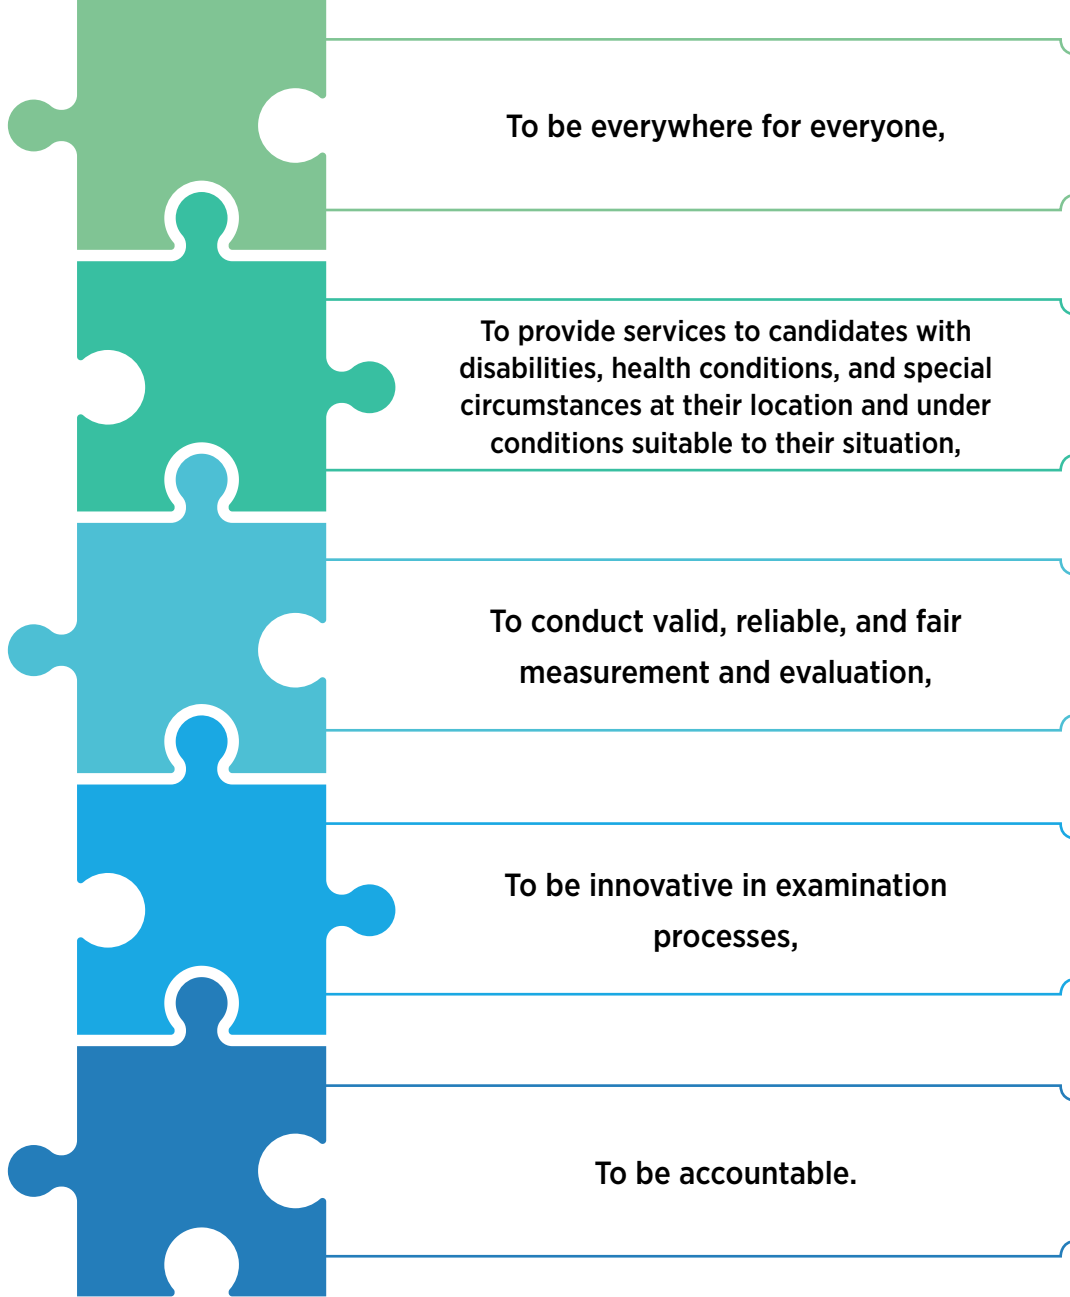 To be everywhere for everyone,
To provide services to candidates with
disabilities, health conditions, and special
circumstances at their location and under
conditions suitable to their situation,
To conduct valid, reliable, and fair
measurement and evaluation,
To be innovative in examination
processes,
To be accountable.